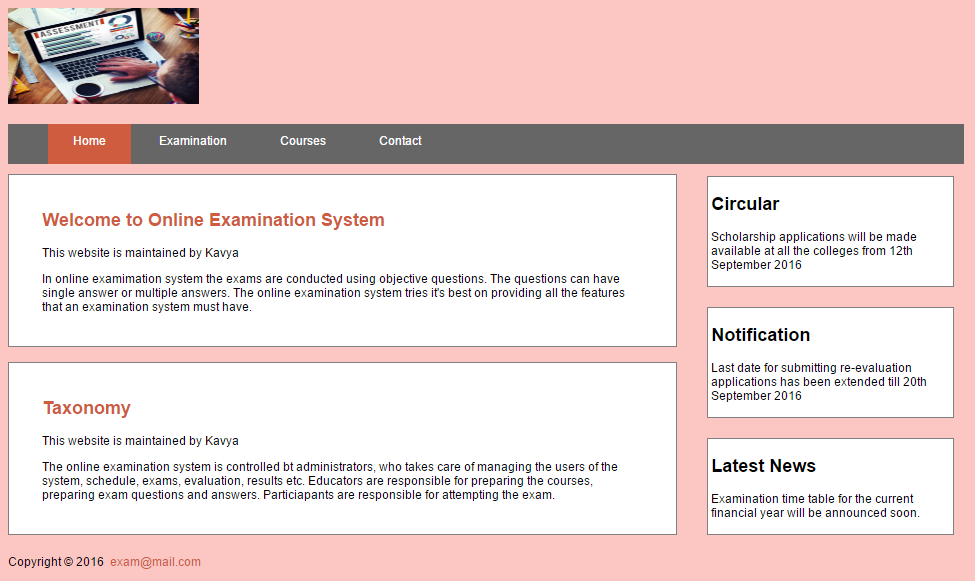 ASSESSMENT
Home
Examination
Courses
Contact
Welcome to Online Examination System
This website is maintained by Kavya
In online examimation system the exams are conducted using objective questions. The questions can have
single answer or multiple answers. The online examination system tries it's best on providing all the features
that an examination system must have.
Taxonomy
This website is maintained by Kavya
The online examination system is controlled bt administrators, who takes care of managing the users of the
system, schedule, exams, evaluation, results etc. Educators are responsible for preparing the courses,
preparing exam questions and answers. Particiapants are responsible for attempting the exam.
Circular
Scholarship applications will be made
available at all the colleges from 12th
September 2016
Notification
Last date for submitting re-evaluation
applications has been extended till 20th
September 2016
Latest News
Examination time table for the current
financial year will be announced soon.
Copyright © 2016 exam@mail.com